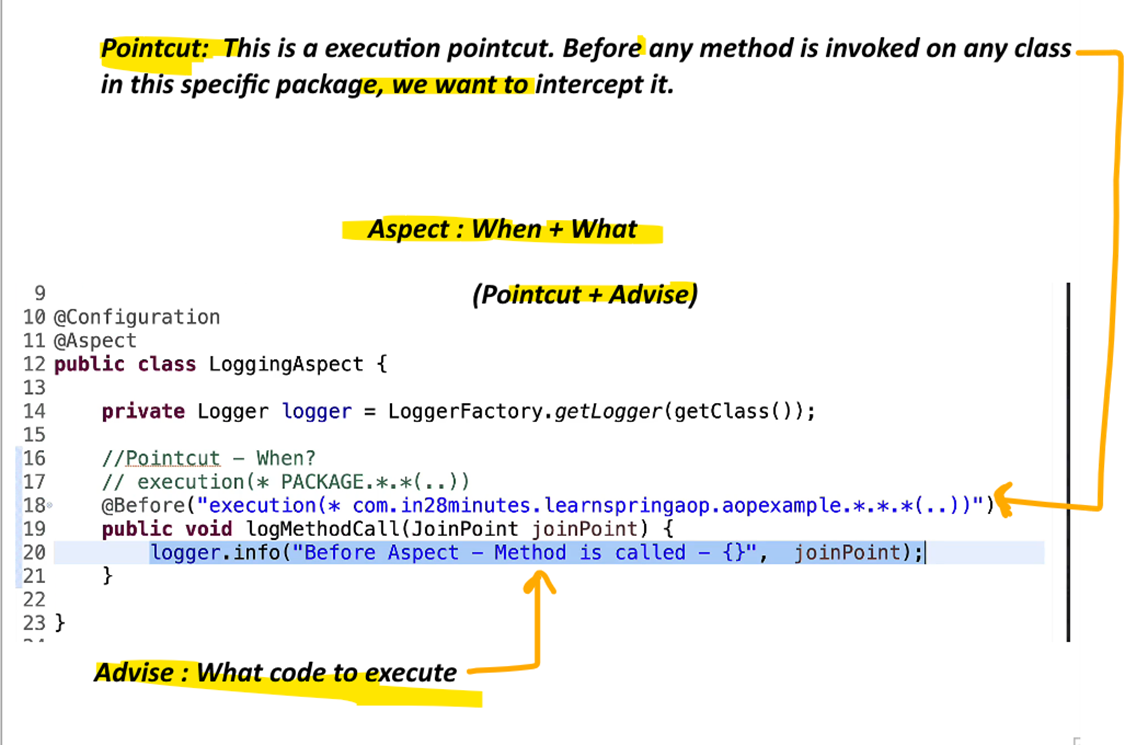 Pointcut: This is a execution pointcut. Before any method is invoked on any class
in this specific package, we want to intercept it.
Aspect : When + What
(Pointcut + Advise)
9
10 @Configuration
11 @Aspect
12 public class LoggingAspect {
13
14     private Logger logger = LoggerFactory.getLogger(getClass());
15
16     //Pointcut – When?
17     // execution(* PACKAGE.*.*(..))
18     @Before("execution(* com.in28minutes.learnspringaop.aopexample.*.*.*(..))")
19     public void logMethodCall(JoinPoint joinPoint) {
20         logger.info("Before Aspect – Method is called – {}",  joinPoint);
21     }
22
23 }
Advise : What code to execute